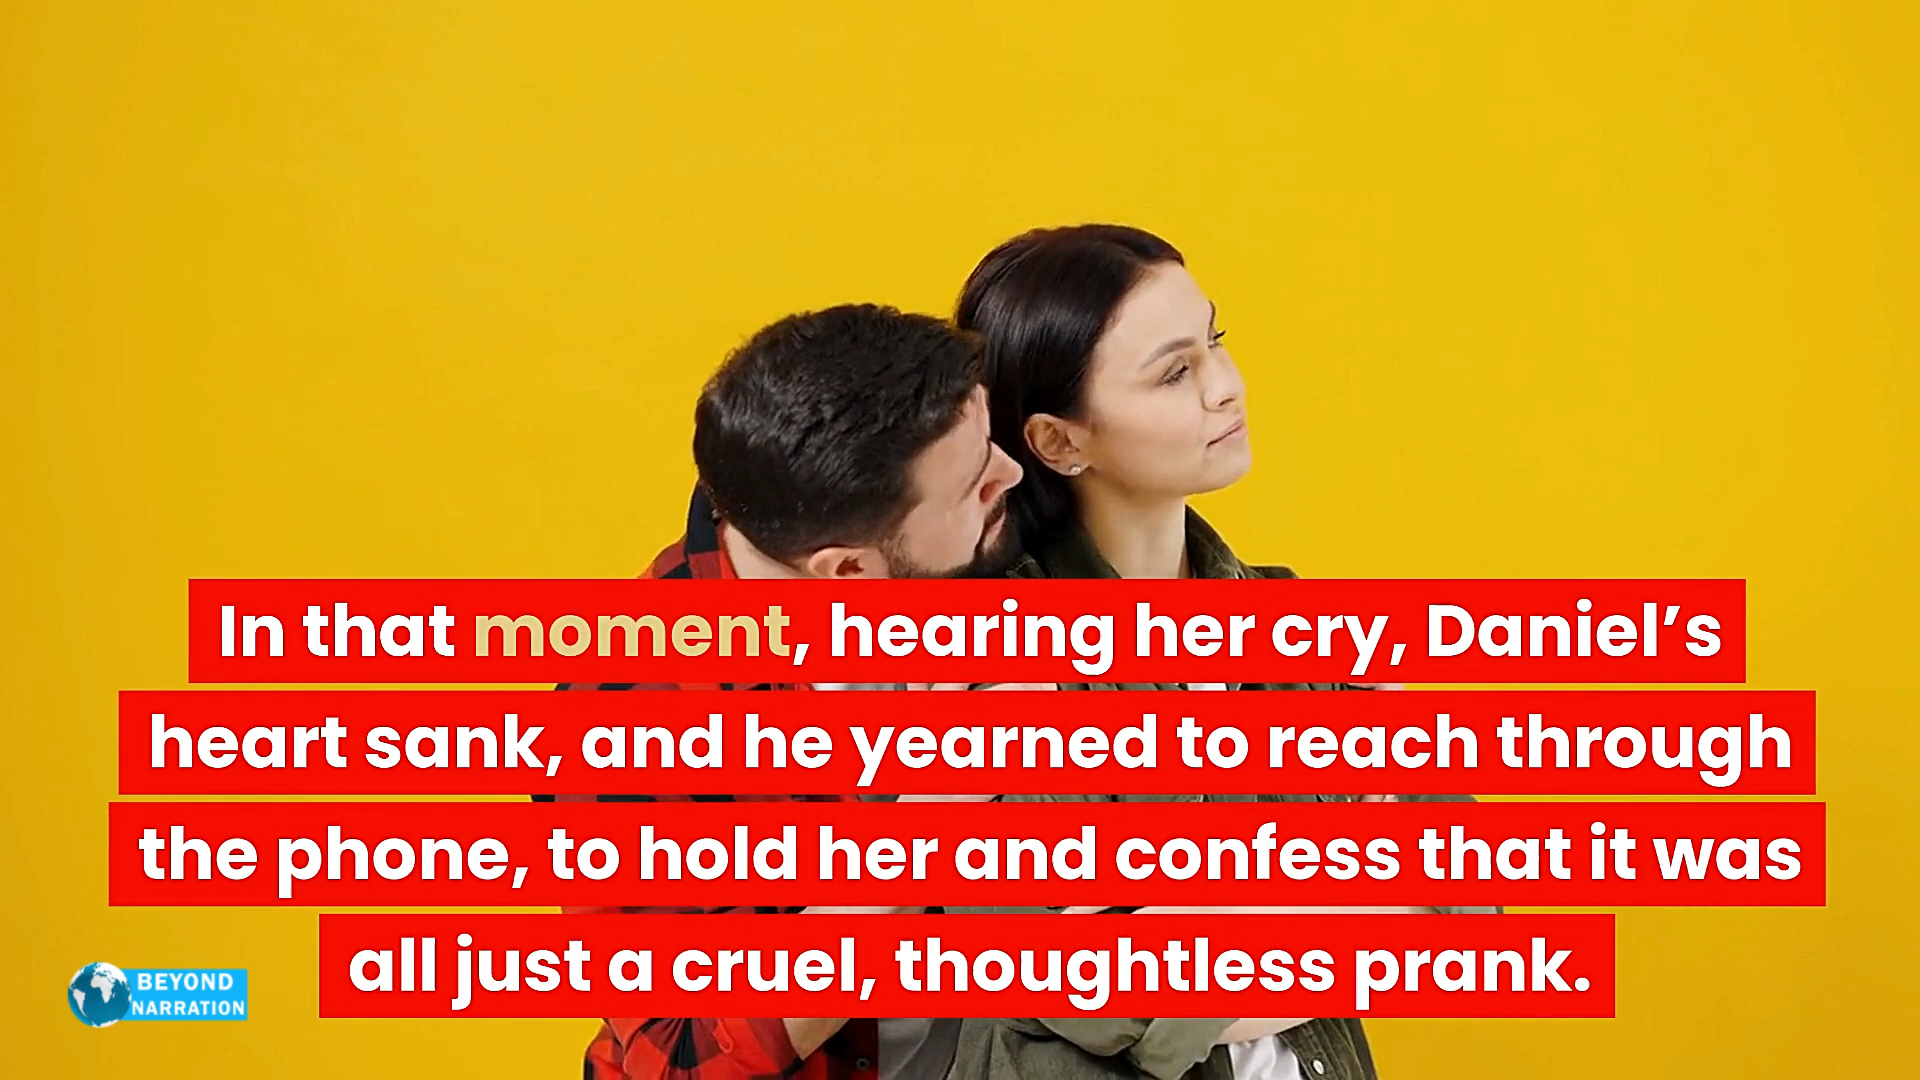 In that moment, hearing her cry, Daniel’s
heart sank, and he yearned to reach through
the phone, to hold her and confess that it was
all just a cruel, thoughtless prank.
BEYOND
NARRATION